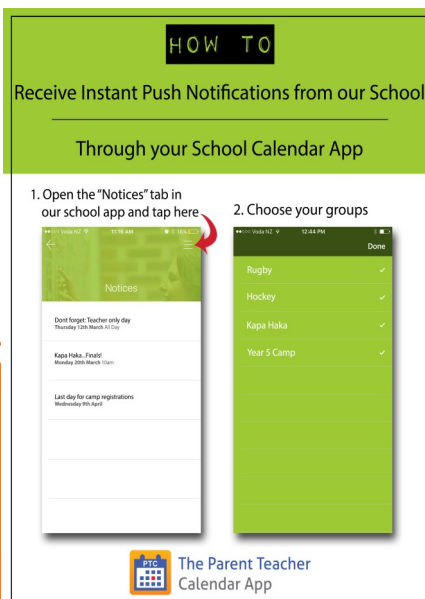 HOW TO
Receive Instant Push Notifications from our School
Through your School Calendar App
1. Open the “Notices” tab in
our school app and tap here
Voda NZ 11:16 AM 18%
Notices
Dont forget: Teacher only day
Thursday 12th March All Day
Kapa Haka...Finals!
Monday 20th March 10am
Last day for camp registrations
Wednesday 9th April
2. Choose your groups
Voda NZ 12:44 PM
Done
Rugby
Hockey
Kapa Haka
Year 5 Camp
PTC
The Parent Teacher
Calendar App